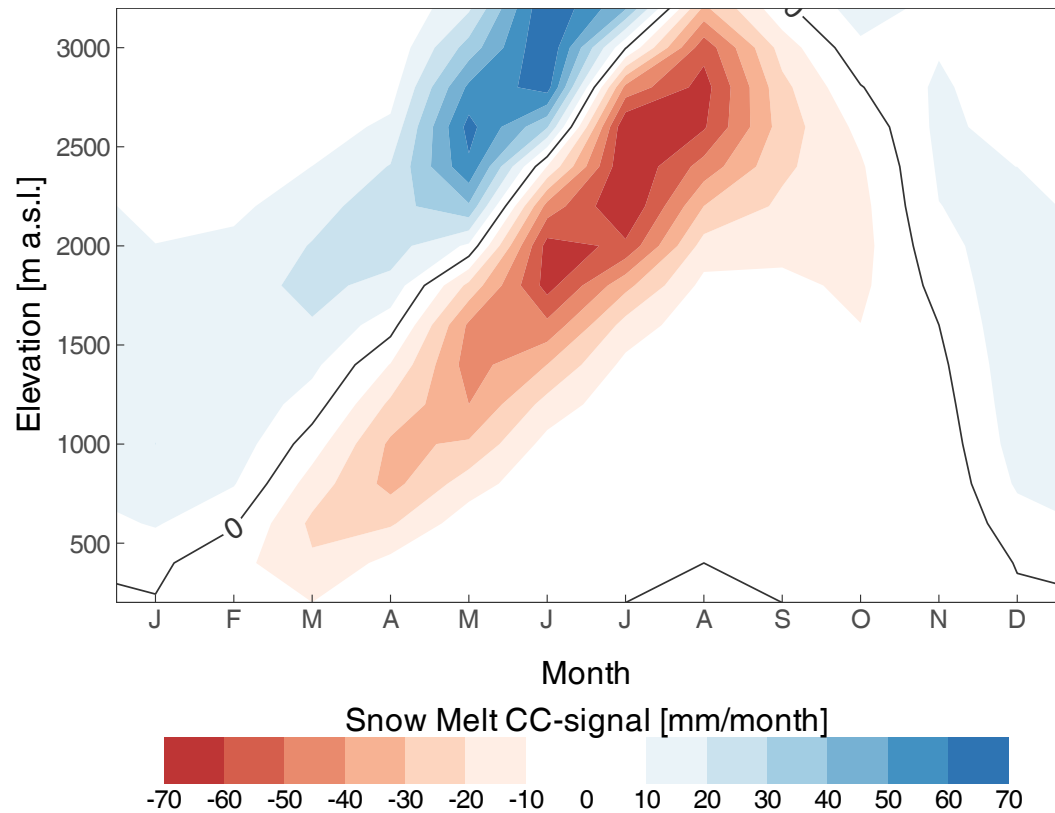 3000
2500
2000
1500
1000
500
Elevation [m a.s.l.]
0
0
J F M A M J J A S O N D
Month
Snow Melt CC-signal [mm/month]
-70 -60 -50 -40 -30 -20 -10 0 10 20 30 40 50 60 70